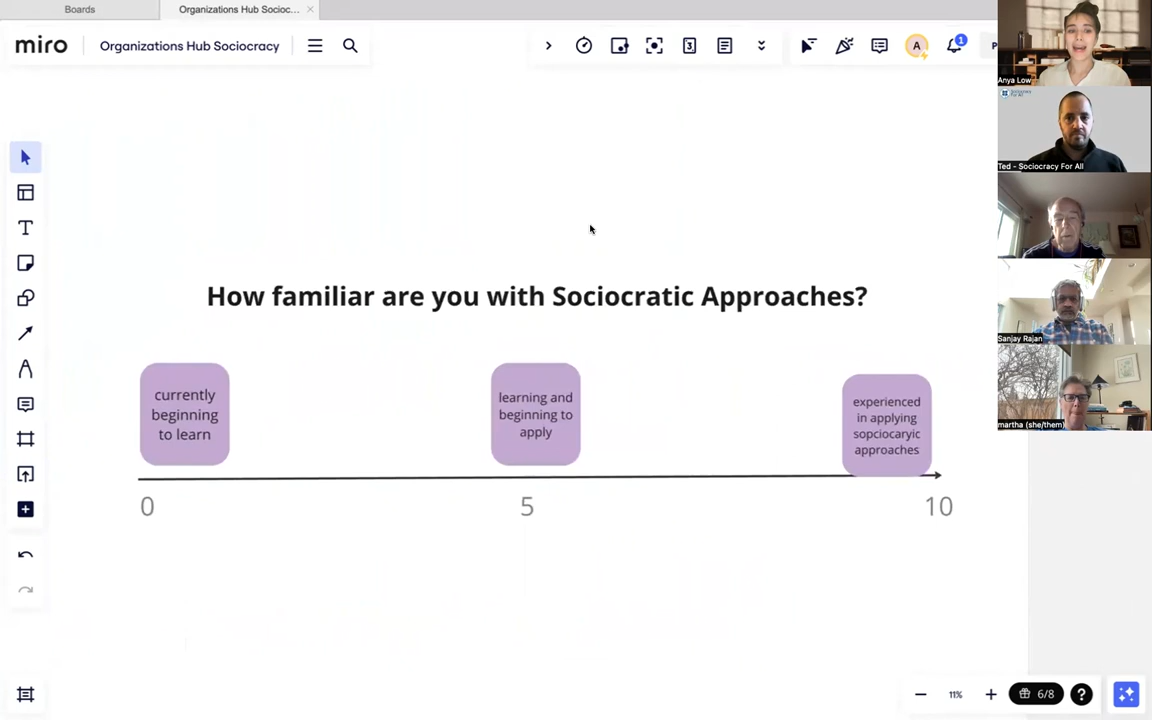 Boards
Organizations Hub Socioc...
miro
Organizations Hub Sociocracy
3
A
1
P
Anya Low
Ted - Sociocracy For All
Sanjay Rajan
martha (she/them)
How familiar are you with Sociocratic Approaches?
currently
beginning
to learn
learning and
beginning to
apply
experienced
in applying
sopciocaryic
approaches
0
5
10
11%
6/8